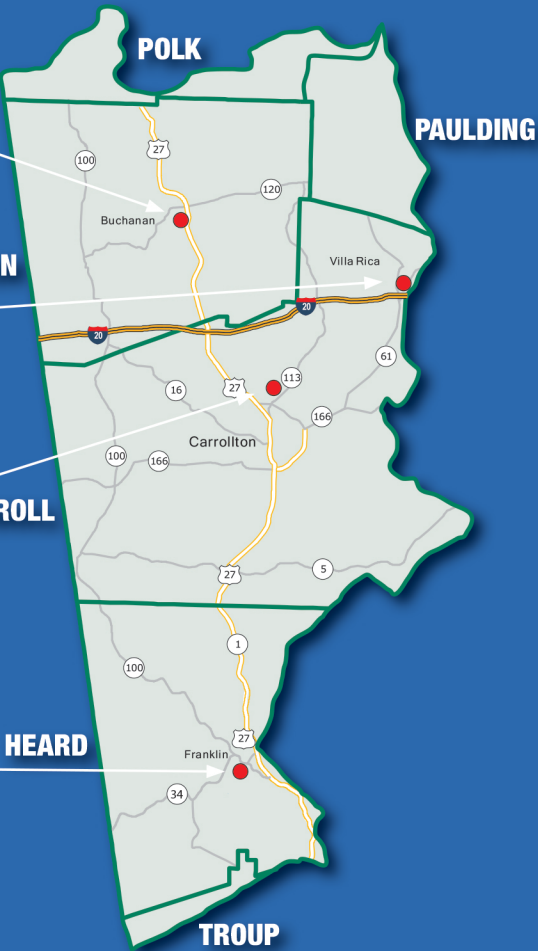 POLK
PAULDING
27
100
120
Buchanan
Villa Rica
N
20
20
61
113
27
16
166
Carrollton
100
166
ROLL
5
27
1
100
27
HEARD
Franklin
34
TROUP